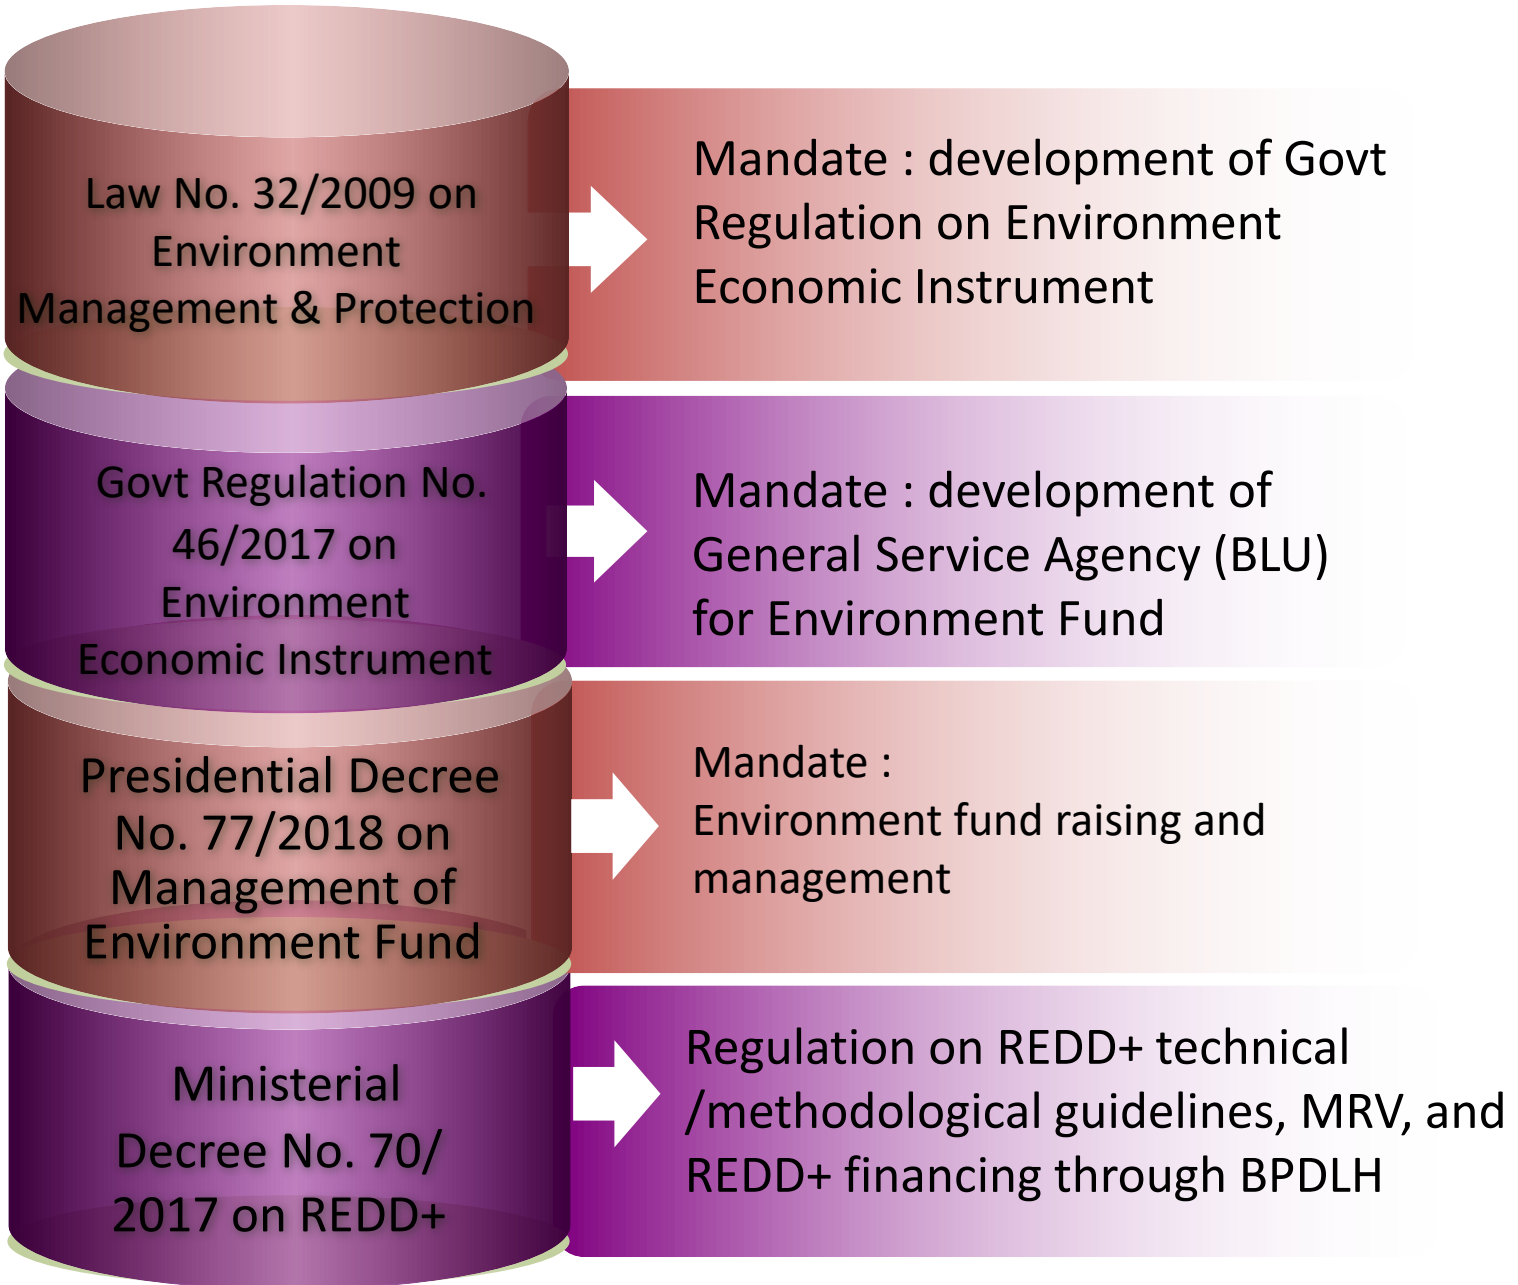 Law No. 32/2009 on
Environment
Management & Protection
Mandate : development of Govt
Regulation on Environment
Economic Instrument
Govt Regulation No.
46/2017 on
Environment
Economic Instrument
Mandate : development of
General Service Agency (BLU)
for Environment Fund
Presidential Decree
No. 77/2018 on
Management of
Environment Fund
Mandate :
Environment fund raising and
management
Ministerial
Decree No. 70/
2017 on REDD+
Regulation on REDD+ technical
/methodological guidelines, MRV, and
REDD+ financing through BPDLH